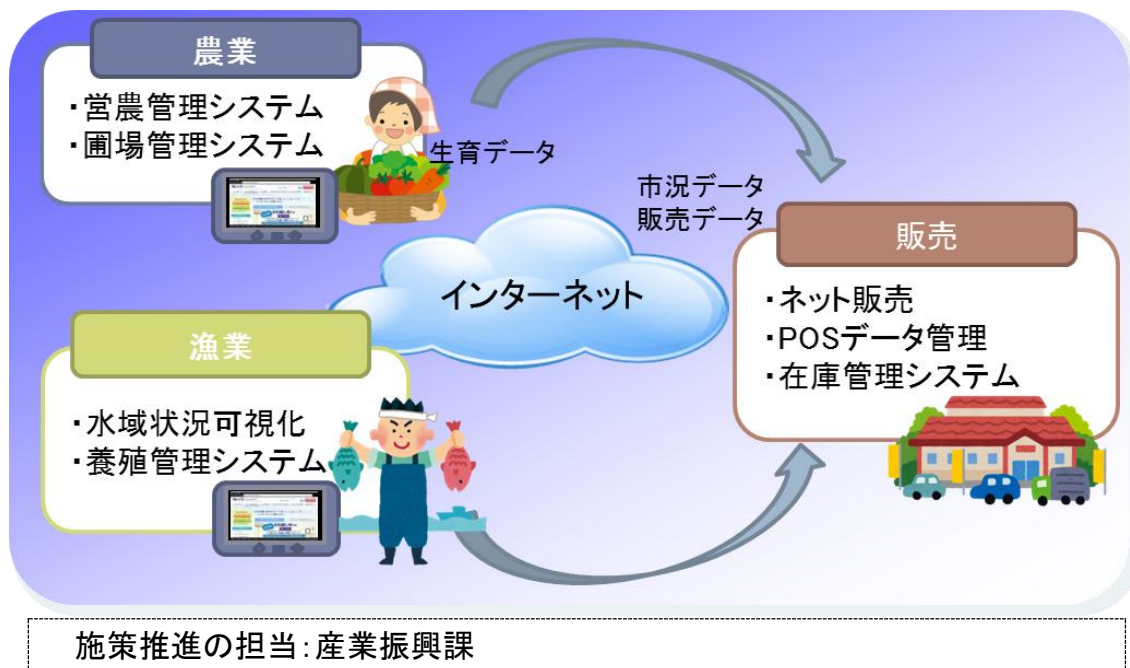 農業
・営農管理システム
・圃場管理システム
生育データ
市況データ
販売データ
販売
・ネット販売
・POSデータ管理
・在庫管理システム
インターネット
漁業
・水域状況可視化
・養殖管理システム
施策推進の担当：産業振興課